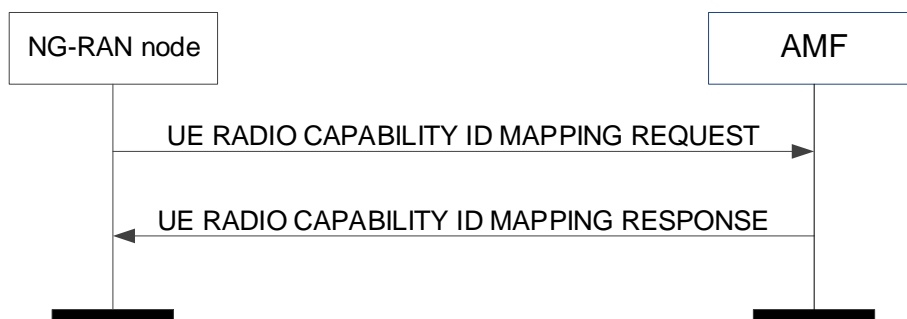 NG-RAN node
AMF
UE RADIO CAPABILITY ID MAPPING REQUEST
UE RADIO CAPABILITY ID MAPPING RESPONSE